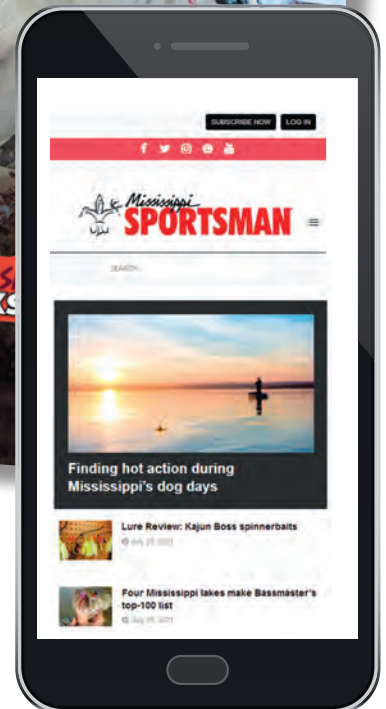 SUBSCRIBE NOW LOG IN
Mississippi
SPORTSMAN
SEARCH...
Finding hot action during
Mississippi's dog days
Lure Review: Kajun Boss spinnerbaits
Four Mississippi lakes make Bassmaster's
top-100 list